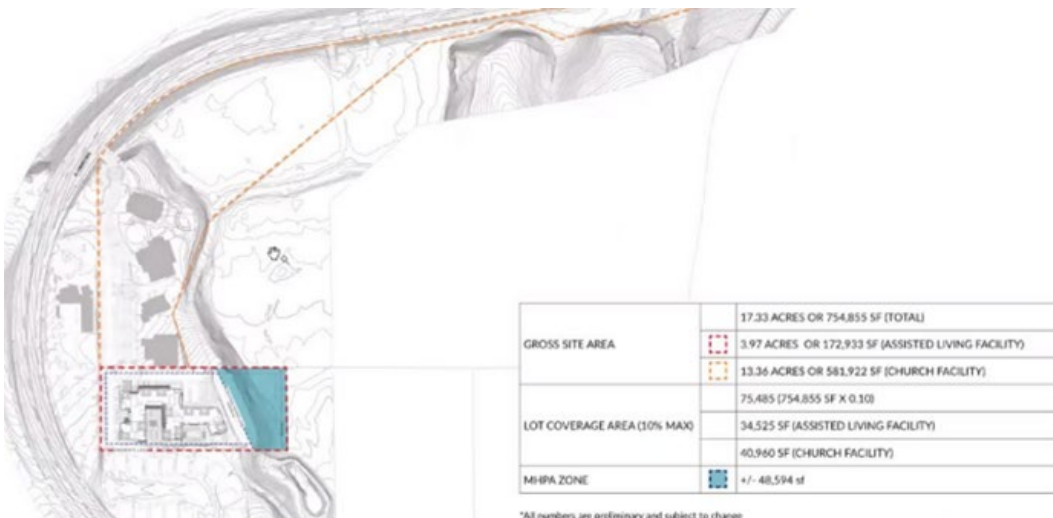 17.33 ACRES OR 754,855 SF (TOTAL)
GROSS SITE AREA
3.97 ACRES OR 172,933 SF (ASSISTED LIVING FACILITY)
13.36 ACRES OR 581,922 SF (CHURCH FACILITY)
75,485 (754,855 SF X 0.10)
LOT COVERAGE AREA (10% MAX)
34,525 SF (ASSISTED LIVING FACILITY)
40,960 SF (CHURCH FACILITY)
MHPA ZONE
+/- 48,594 sf
*All numbers are preliminary and subject to change